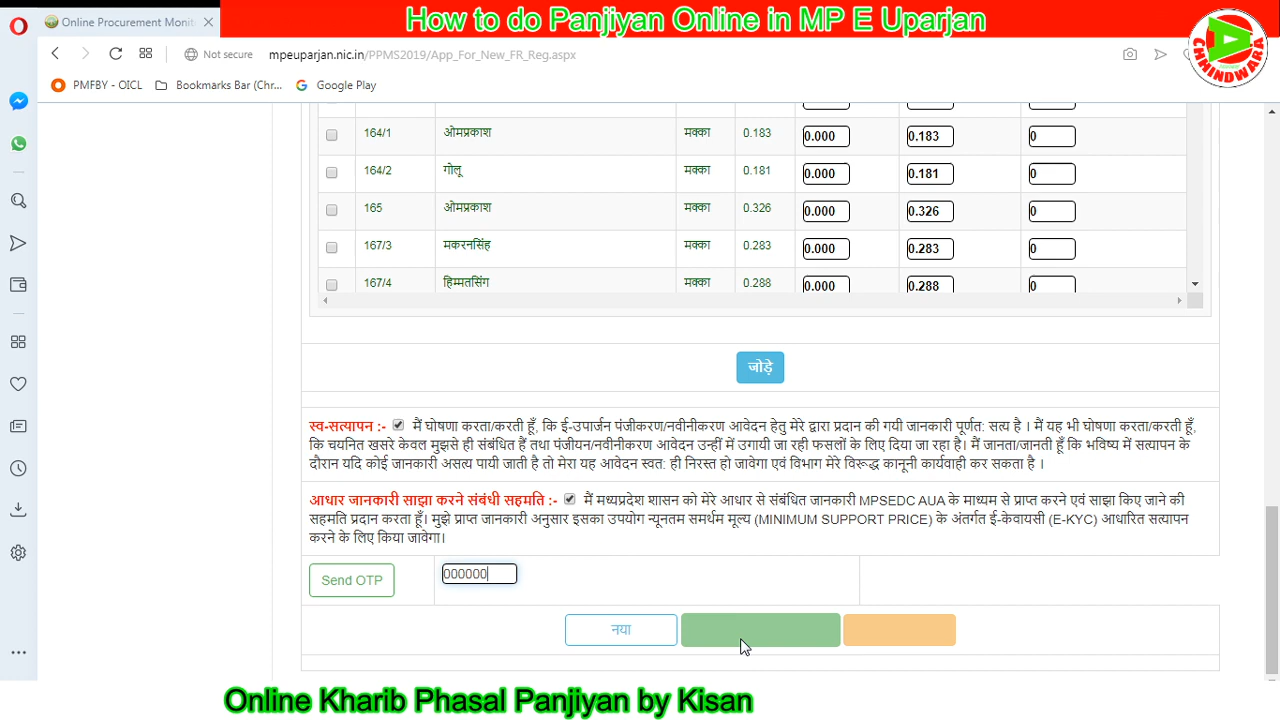 How to do Panjiyan Online in MP E Uparjan
Online Procurement Monit
CHHINDWARA
Not secure mpeuparjan.nic.in/PPMS2019/App_For_New_FR_Reg.aspx
PMFBY - OICL Bookmarks Bar (Chr... Google Play
164/1 ओमप्रकाश मक्का 0.183 0.000 0.183 0
164/2 गोलू मक्का 0.181 0.000 0.181 0
165 ओमप्रकाश मक्का 0.326 0.000 0.326 0
167/3 मकरनसिंह मक्का 0.283 0.000 0.283 0
167/4 हिम्मतसिंग मक्का 0.288 0.000 0.288 0
जोड़े
स्व-सत्यापन :- मैं घोषणा करता/करती हूँ, कि ई-उपार्जन पंजीकरण/नवीनीकरण आवेदन हेतु मेरे द्वारा प्रदान की गयी जानकारी पूर्णत: सत्य है । मैं यह भी घोषणा करता/करती हूँ,
कि चयनित खसरे केवल मुझसे ही संबंधित हैं तथा पंजीयन/नवीनीकरण आवेदन उन्हीं में उगायी जा रही फसलों के लिए दिया जा रहा है। मैं जानता/जानती हूँ कि भविष्य में सत्यापन के
दौरान यदि कोई जानकारी असत्य पायी जाती है तो मेरा यह आवेदन स्वत: ही निरस्त हो जावेगा एवं विभाग मेरे विरूद्ध कानूनी कार्यवाही कर सकता है ।
आधार जानकारी साझा करने संबंधी सहमति :- मैं मध्यप्रदेश शासन को मेरे आधार से संबंधित जानकारी MPSEDC AUA के माध्यम से प्राप्त करने एवं साझा किए जाने की
सहमति प्रदान करता हूँ। मुझे प्राप्त जानकारी अनुसार इसका उपयोग न्यूनतम समर्थम मूल्य (MINIMUM SUPPORT PRICE) के अंतर्गत ई-केवायसी (E-KYC) आधारित सत्यापन
करने के लिए किया जावेगा।
Send OTP 000000
नया
Online Kharib Phasal Panjiyan by Kisan